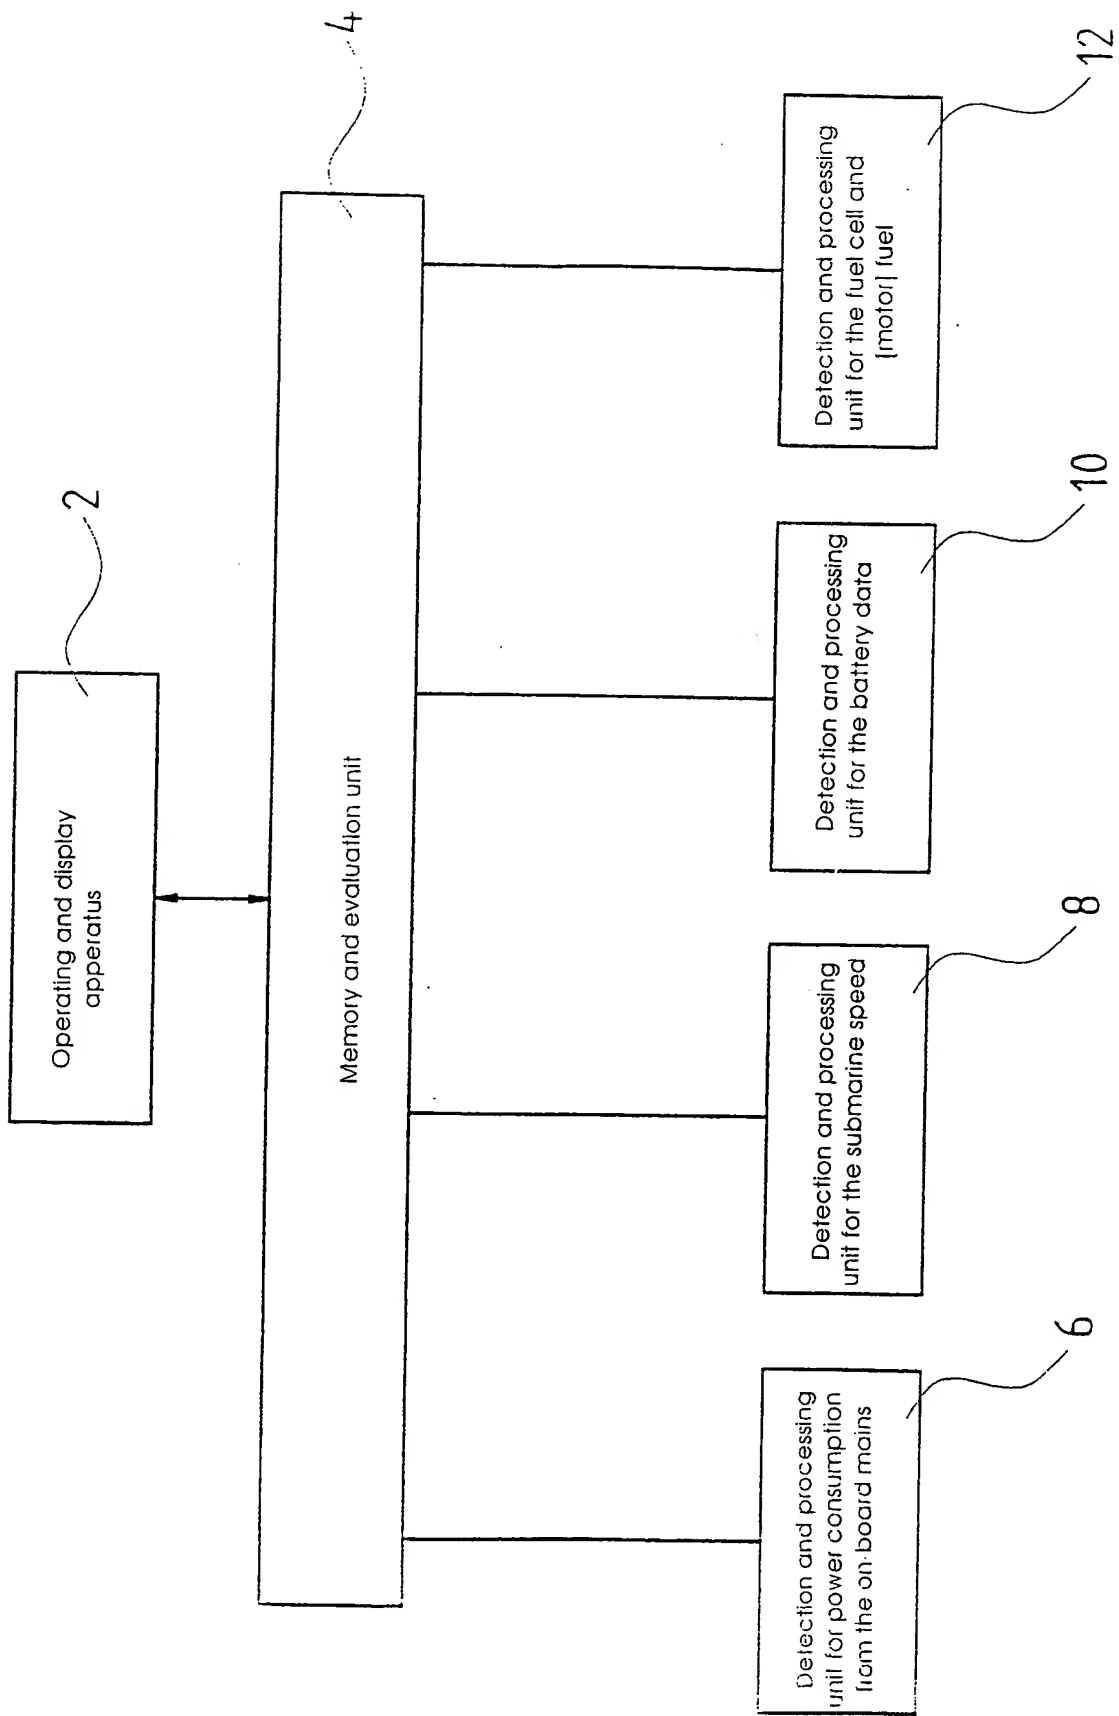 Operating and display
apparatus
2
Memory and evaluation unit
4
Detection and processing
unit for power consumption
from the on-board mains
6
Detection and processing
unit for the submarine speed
8
Detection and processing
unit for the battery data
10
Detection and processing
unit for the fuel cell and
[motor] fuel
12